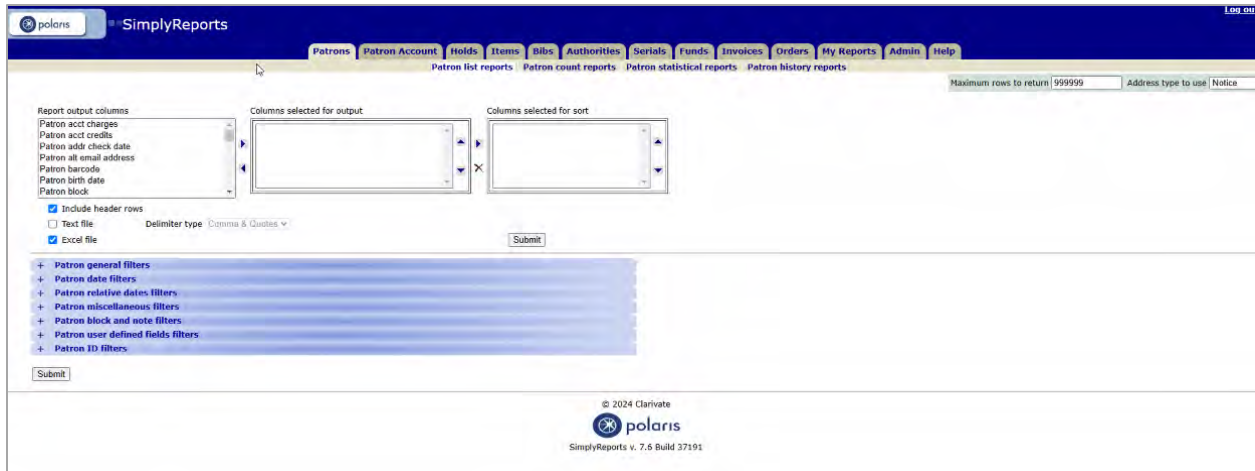 Log ou
polaris
SimplyReports
Patrons Patron Account Holds Items Bibs Authorities Serials Funds Invoices Orders My Reports Admin Help
Patron list reports Patron count reports Patron statistical reports Patron history reports
Maximum rows to return 999999 Address type to use Notice
Report output columns Columns selected for output Columns selected for sort
Patron acct charges
Patron acct credits
Patron addr check date
Patron alt email address
Patron barcode
Patron birth date
Patron block
Include header rows
Text file Delimiter type Comma & Quotes
Excel file Submit
+ Patron general filters
+ Patron date filters
+ Patron relative dates filters
+ Patron miscellaneous filters
+ Patron block and note filters
+ Patron user defined fields filters
+ Patron ID filters
Submit
© 2024 Clarivate
polaris
SimplyReports v. 7.6 Build 37191